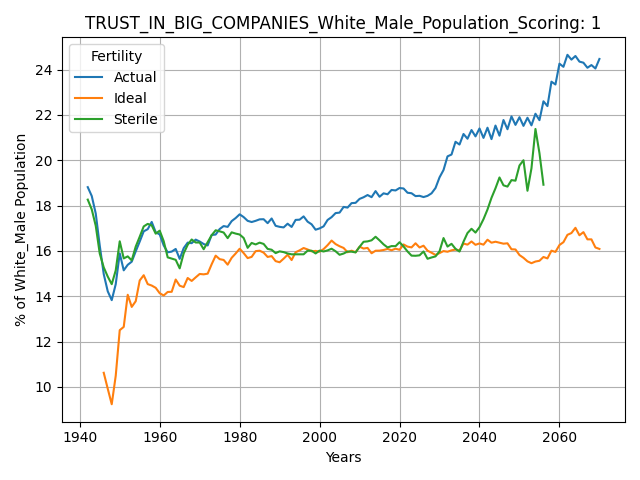 TRUST_IN_BIG_COMPANIES_White_Male_Population_Scoring: 1
Fertility
Actual
Ideal
Sterile
% of White_Male Population
24
22
20
18
16
14
12
10
1940 1960 1980 2000 2020 2040 2060
Years